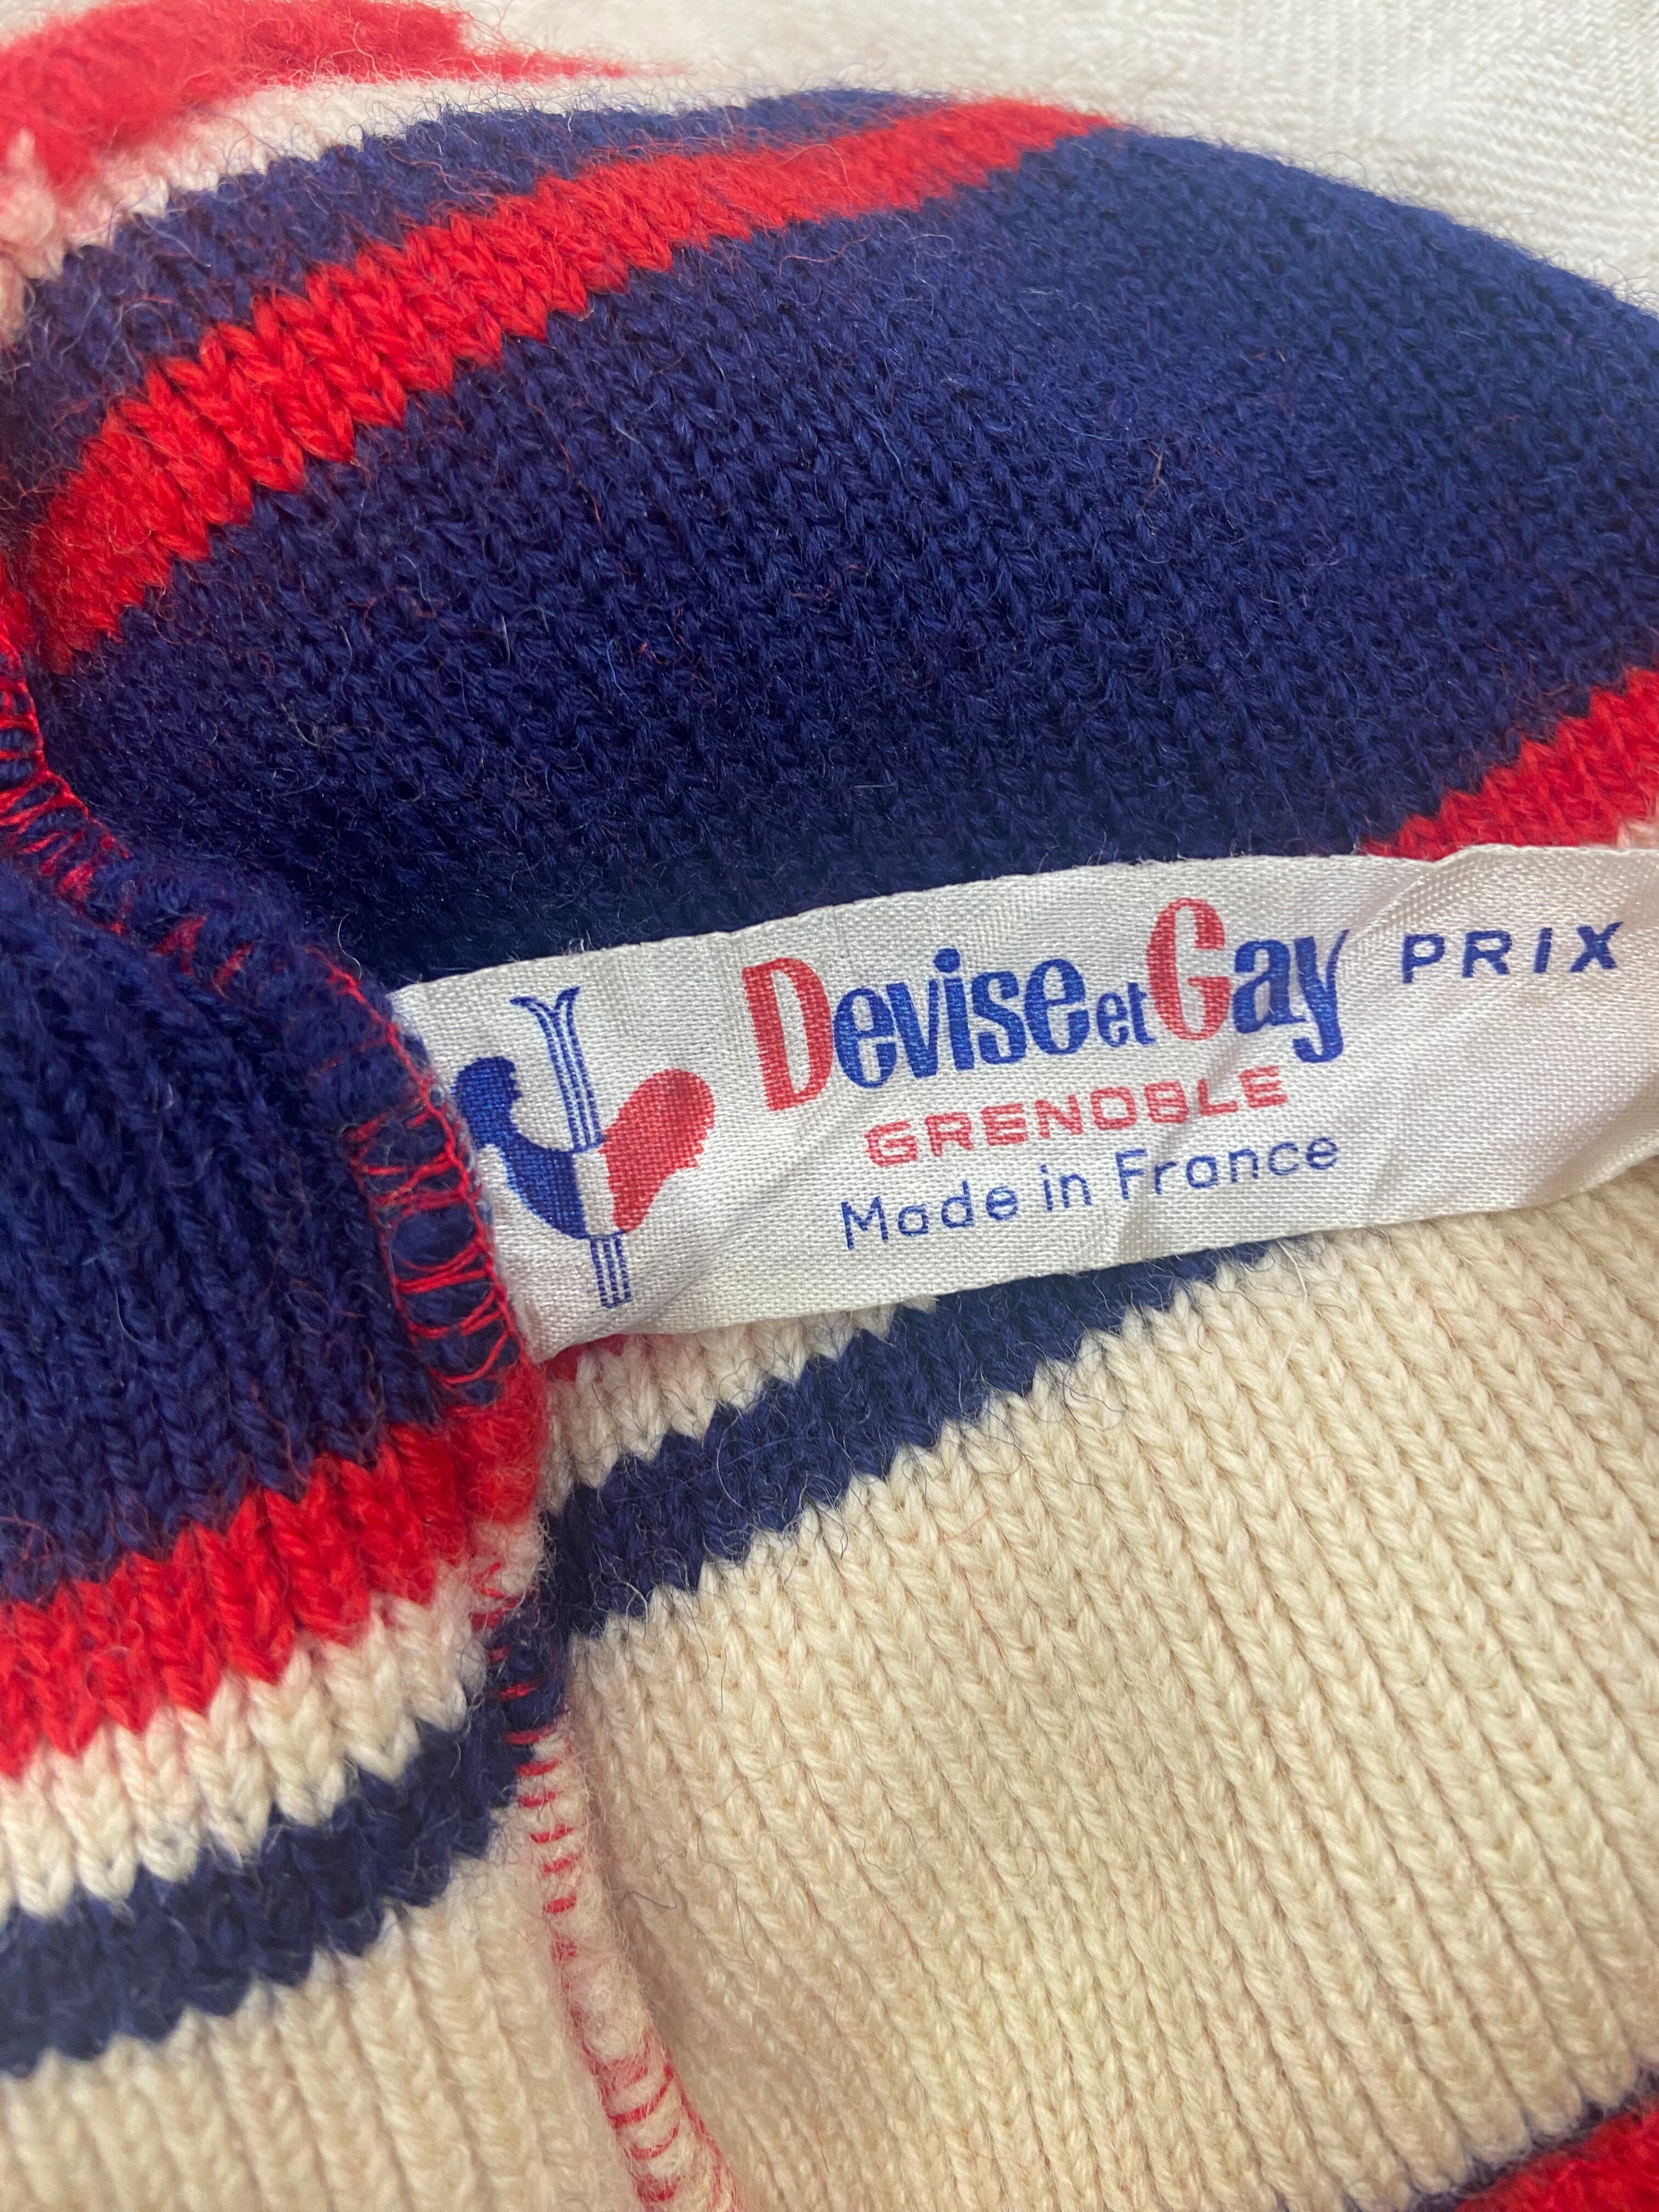 Devise et Gay PRIX
GRENOBLE
Made in France